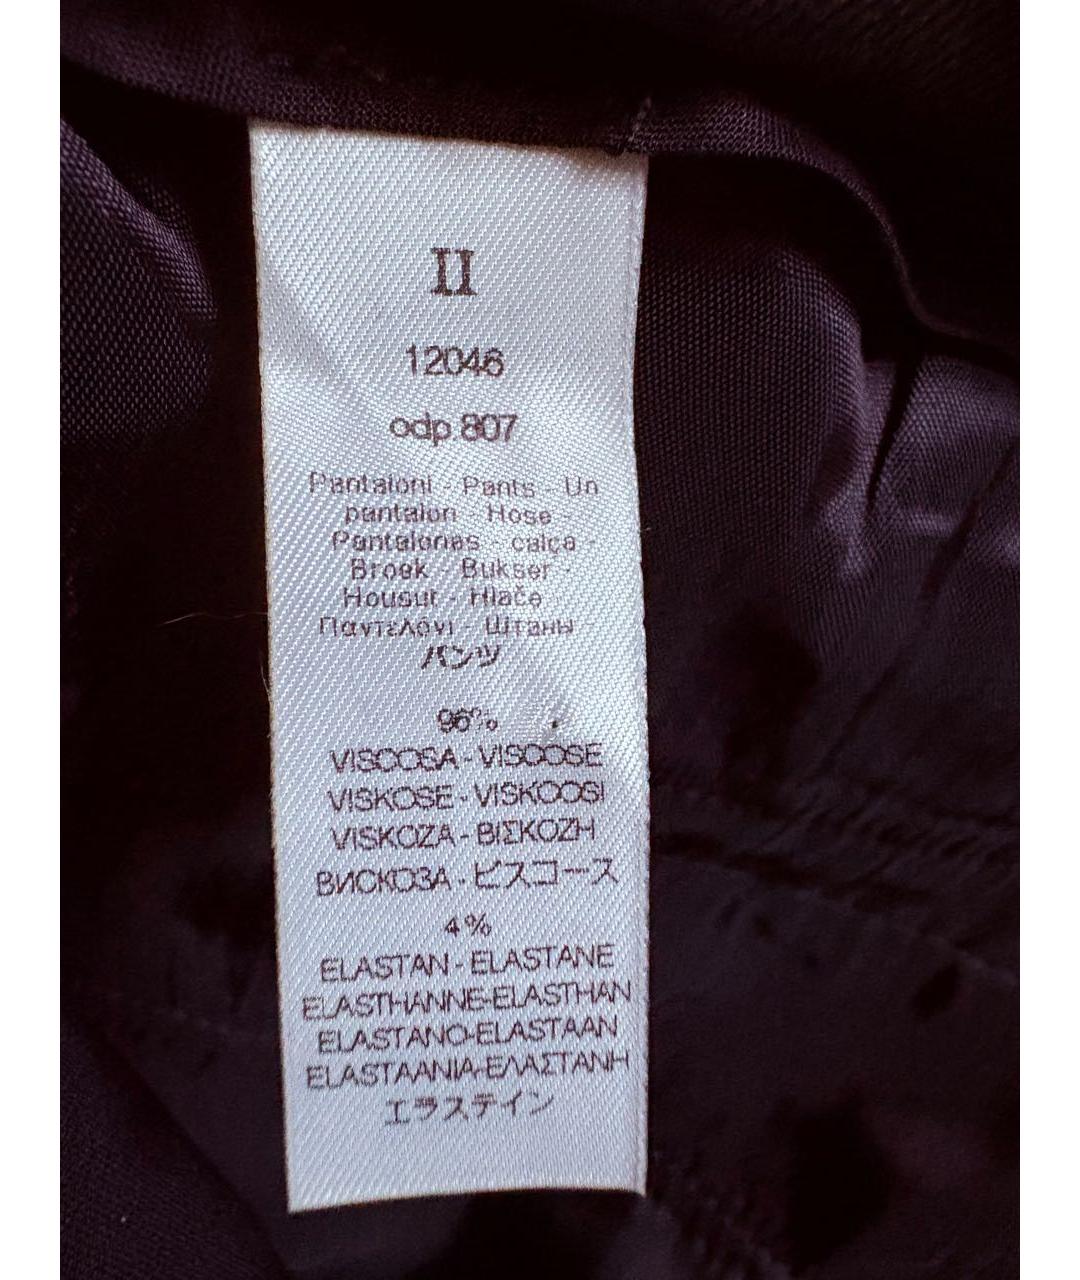 II
12046
odp.807
Pantaloni - Pants - Un
pantalon - Hose -
Pantalones - calça -
Broek - Bukser -
Housut - Hlače
Παντελόνι - Штаны -
パンツ
96%
VISCOSA - VISCOSE
VISKOSE - VISKOOSI
VISKOZA - ΒΙΣΚΟΖΗ
ВИСКОЗА - ビスコース
4%
ELASTAN - ELASTANE
ELASTHANNE-ELASTHAN
ELASTANO-ELASTAAN
ELASTAANIA-ΕΛΑΣΤΑΝΗ
エラステイン